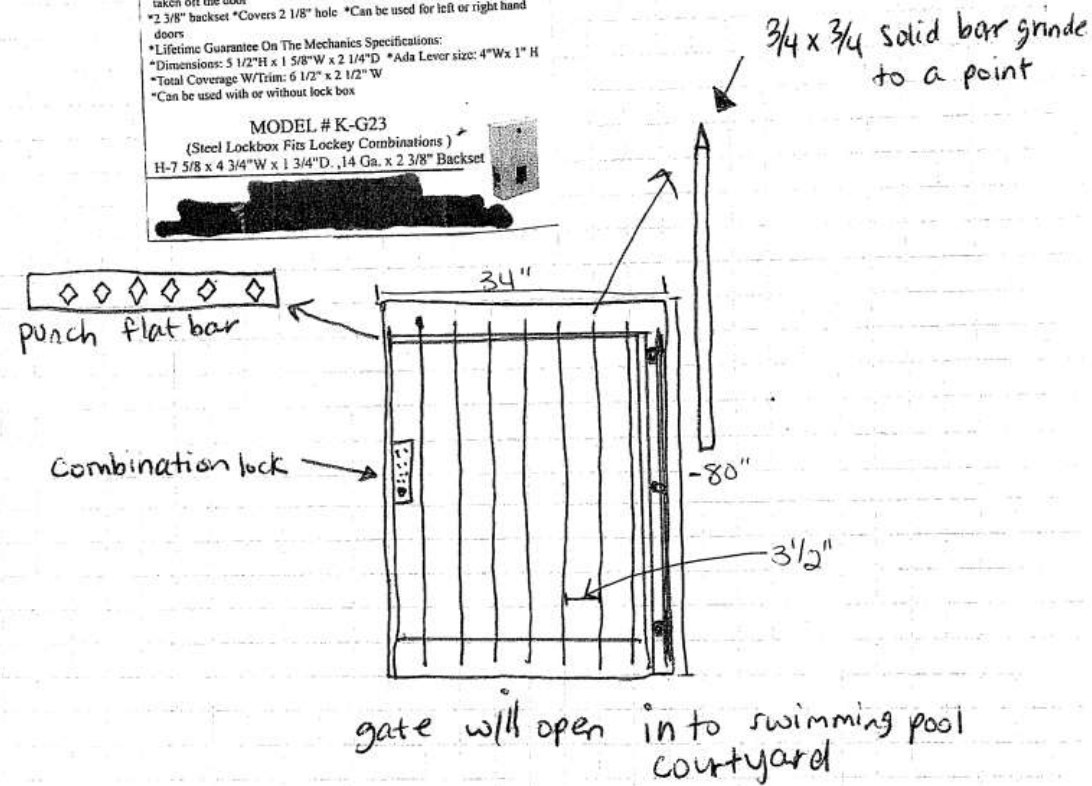 taken off the door
*2 3/8" backset *Covers 2 1/8" hole *Can be used for left or right hand
doors
*Lifetime Guarantee On The Mechanics Specifications:
*Dimensions: 5 1/2"H x 1 5/8"W x 2 1/4"D *Ada Lever size: 4"Wx 1" H
*Total Coverage W/Trim: 6 1/2" x 2 1/2" W
*Can be used with or without lock box
MODEL # K-G23
(Steel Lockbox Fits Lockey Combinations )
H-7 5/8 x 4 3/4"W x 1 3/4"D. ,14 Ga. x 2 3/8" Backset
3/4 x 3/4 solid bar grinde
to a point
34"
punch flat bar
combination lock
-80"
3 1/2"
gate will open in to swimming pool
courtyard